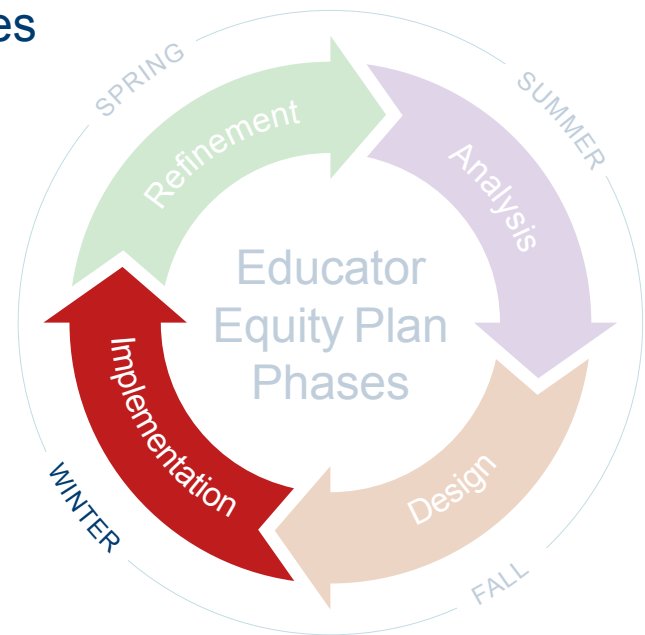 es
SPRING
SUMMER
Refinement
Analysis
Educator
Equity Plan
Phases
Implementation
Design
WINTER
FALL